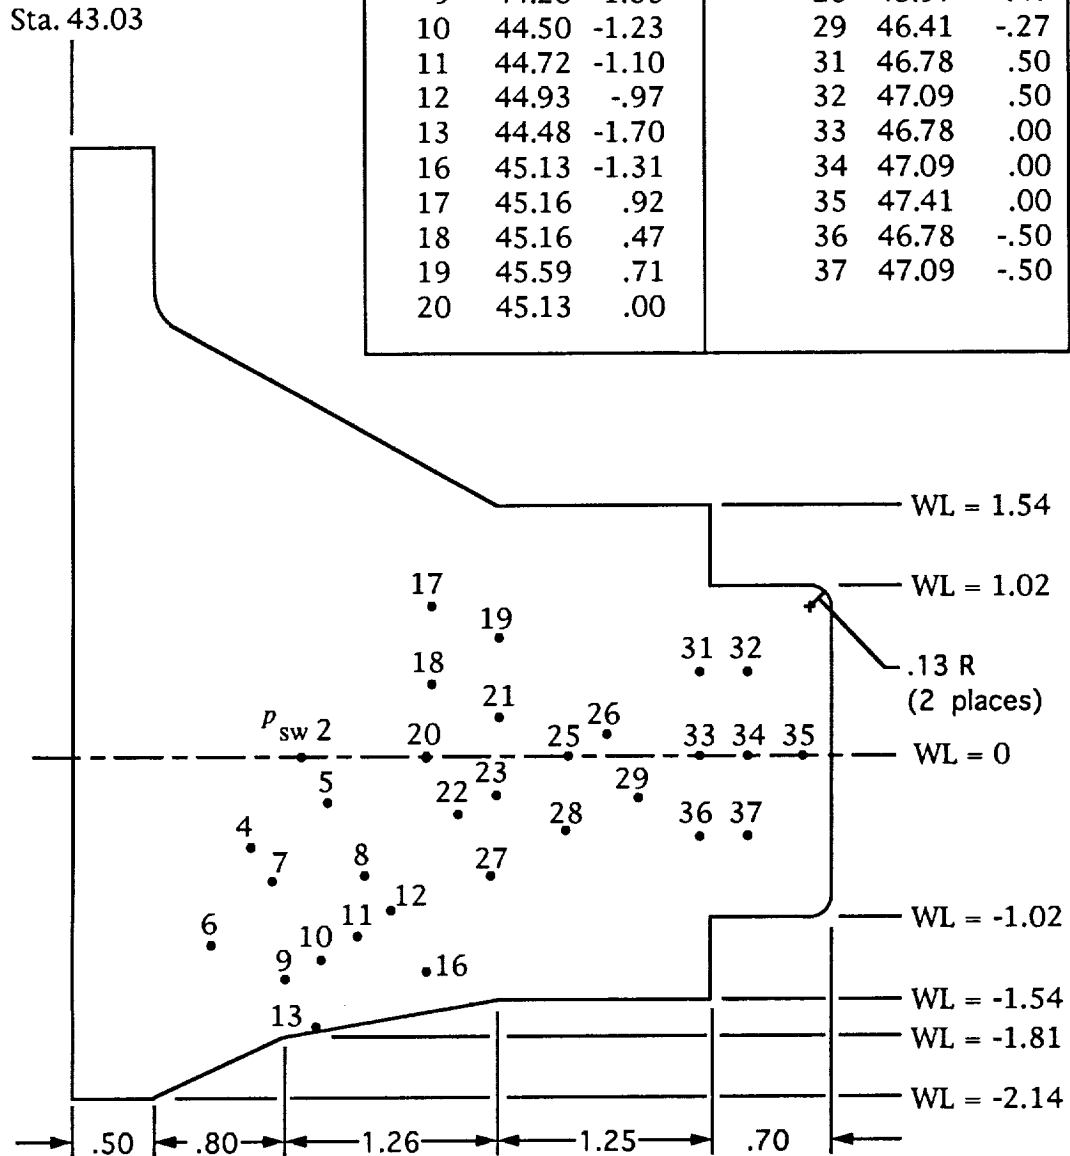 Sta. 43.03
10 44.50 -1.23
11 44.72 -1.10
12 44.93 -.97
13 44.48 -1.70
16 45.13 -1.31
17 45.16 .92
18 45.16 .47
19 45.59 .71
20 45.13 .00
29 46.41 -.27
31 46.78 .50
32 47.09 .50
33 46.78 .00
34 47.09 .00
35 47.41 .00
36 46.78 -.50
37 47.09 -.50
WL = 1.54
WL = 1.02
.13 R
(2 places)
17
19
18
31 32
21
26
p sw 2
20
25
33 34 35
WL = 0
5
23
22
29
28
36 37
4
7
8
27
12
11
6
10
9
16
13
WL = -1.02
WL = -1.54
WL = -1.81
WL = -2.14
.50 .80 1.26 1.25 .70